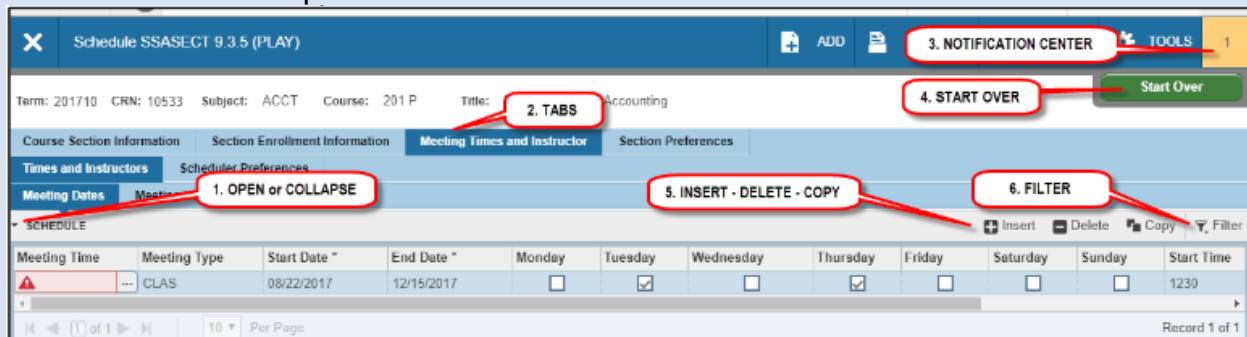 Schedule SSASECT 9.3.5 (PLAY) ADD 3. NOTIFICATION CENTER TOOLS 1
Start Over
4. START OVER
Term: 201710 CRN: 10533 Subject: ACCT Course: 201 P Title: Accounting
2. TABS
Course Section Information Section Enrollment Information Meeting Times and Instructor Section Preferences
Times and Instructors Scheduler Preferences
Meeting Dates
1. OPEN or COLLAPSE 5. INSERT - DELETE - COPY 6. FILTER
SCHEDULE Insert Delete Copy Filter
Meeting Time Meeting Type Start Date * End Date * Monday Tuesday Wednesday Thursday Friday Saturday Sunday Start Time
... CLAS 08/22/2017 12/15/2017 1230
1 of 1 10 Per Page Record 1 of 1